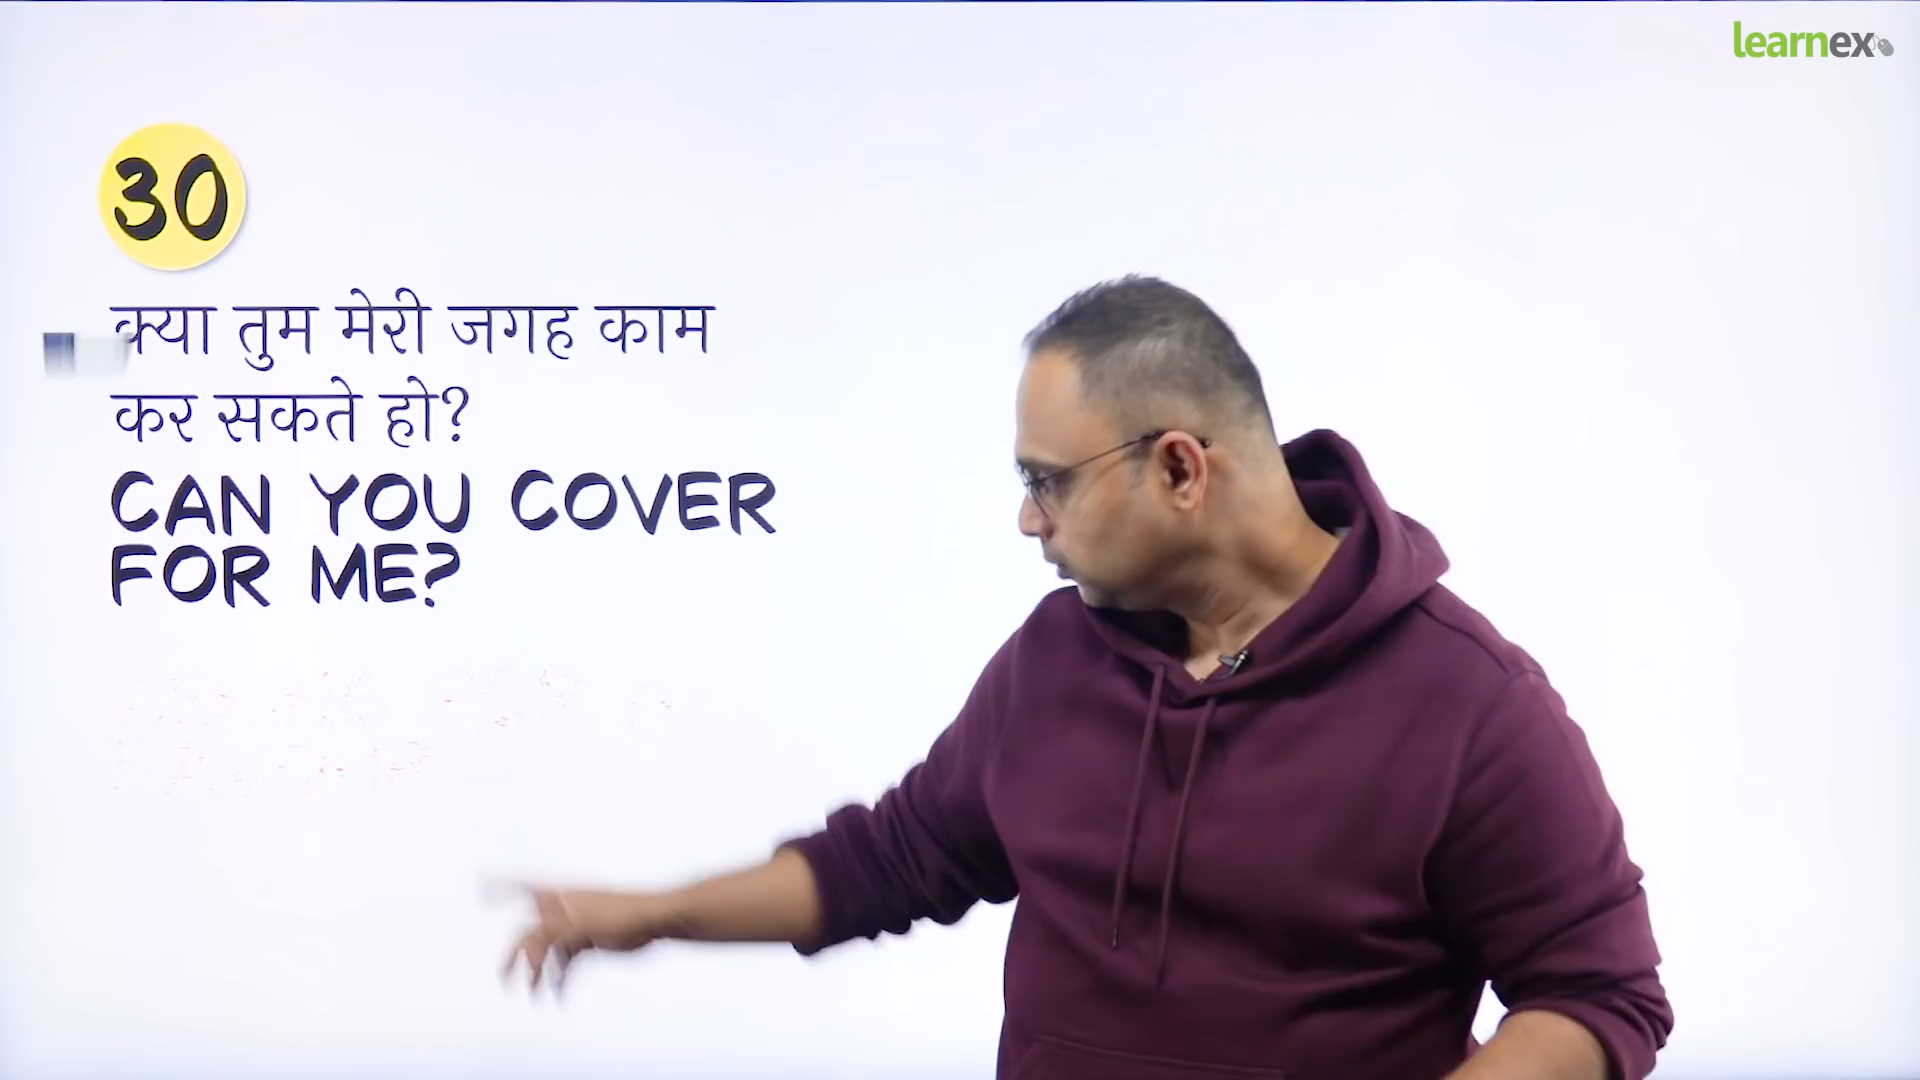 learnex
30
क्या तुम मेरी जगह काम
कर सकते हो?
CAN YOU COVER
FOR ME?